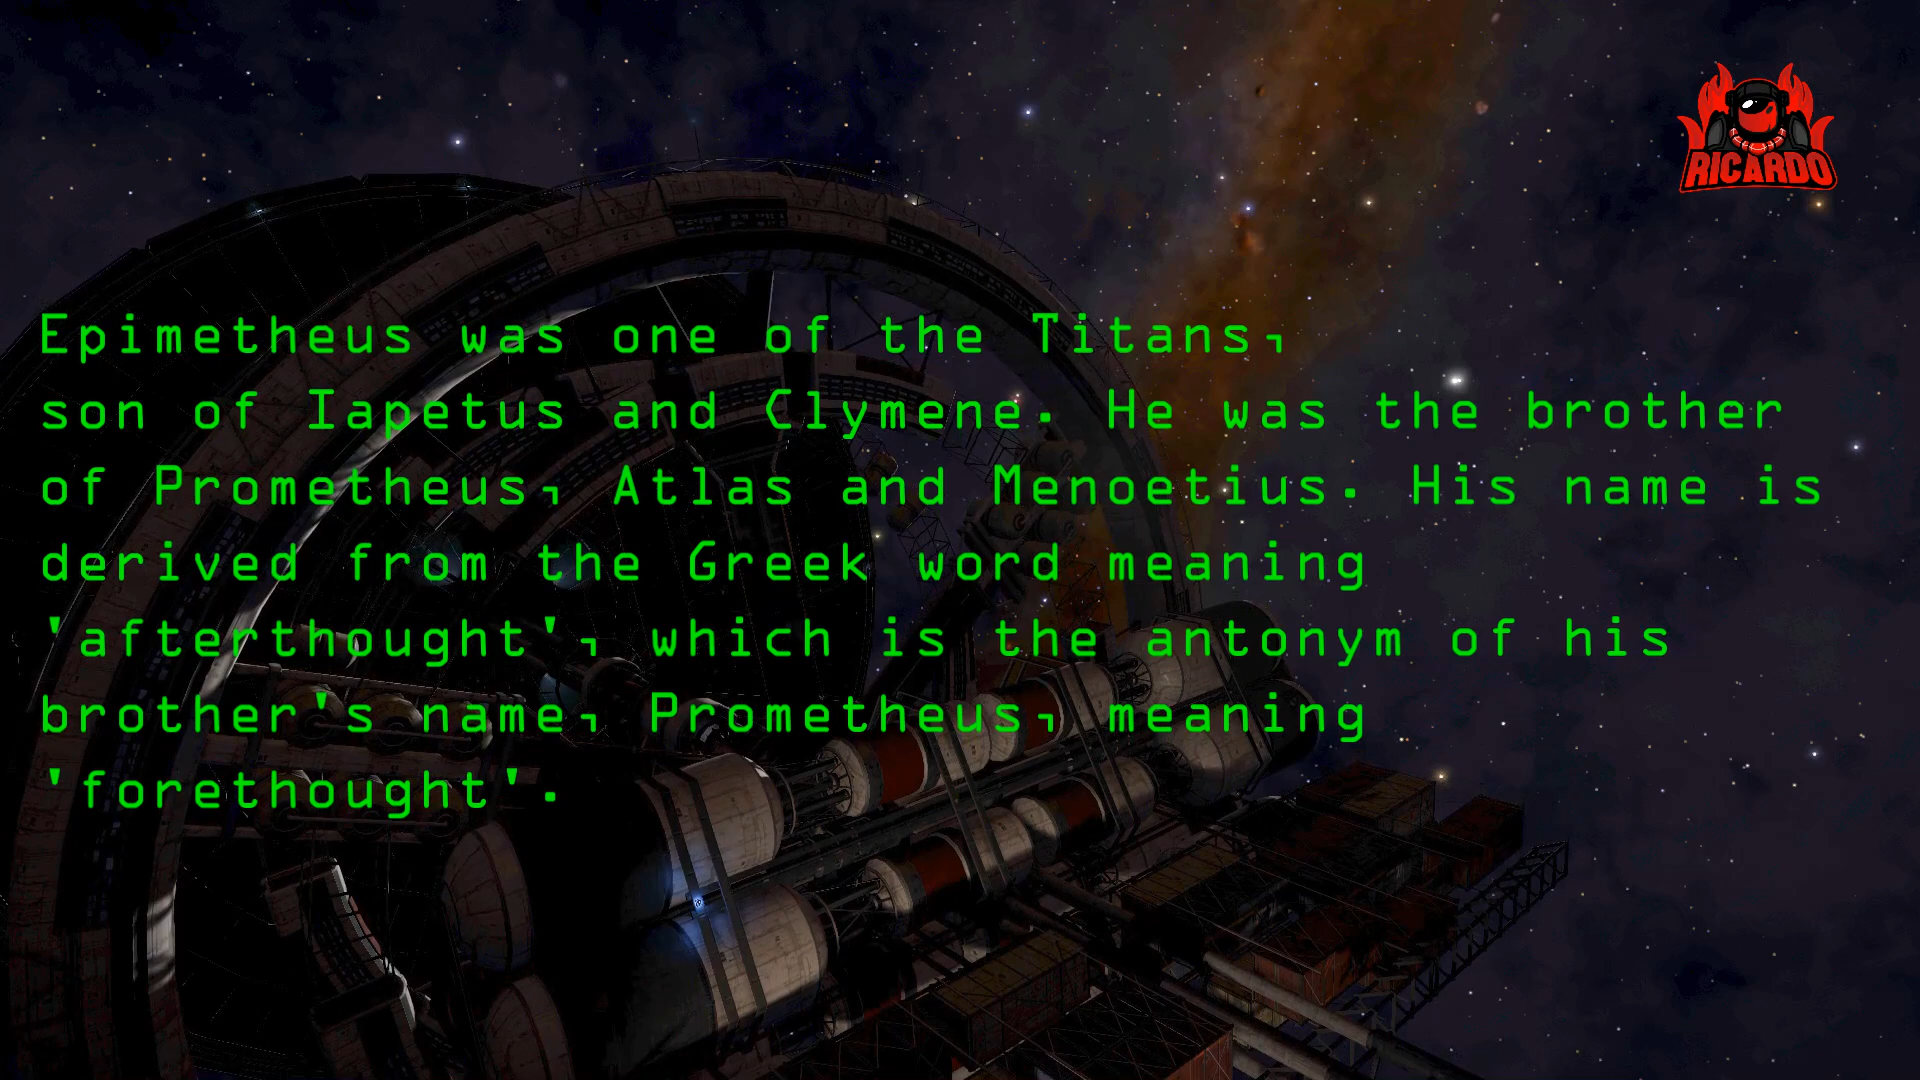 RICARDO
Epimetheus was one of the Titans,
son of Iapetus and Clymene. He was the brother
of Prometheus, Atlas and Menoetius. His name is
derived from the Greek word meaning
'afterthought', which is the antonym of his
brother's name, Prometheus, meaning
'forethought'.